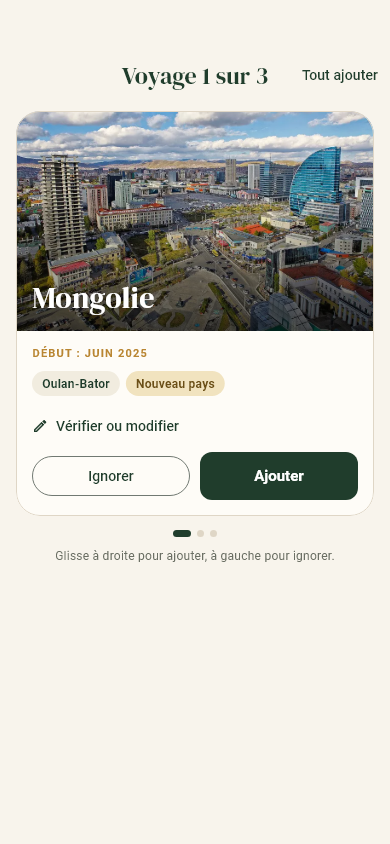 Voyage 1 sur 3
Tout ajouter
Mongolie
DÉBUT : JUIN 2025
Oulan-Bator
Nouveau pays
Vérifier ou modifier
Ignorer
Ajouter
Glisse à droite pour ajouter, à gauche pour ignorer.